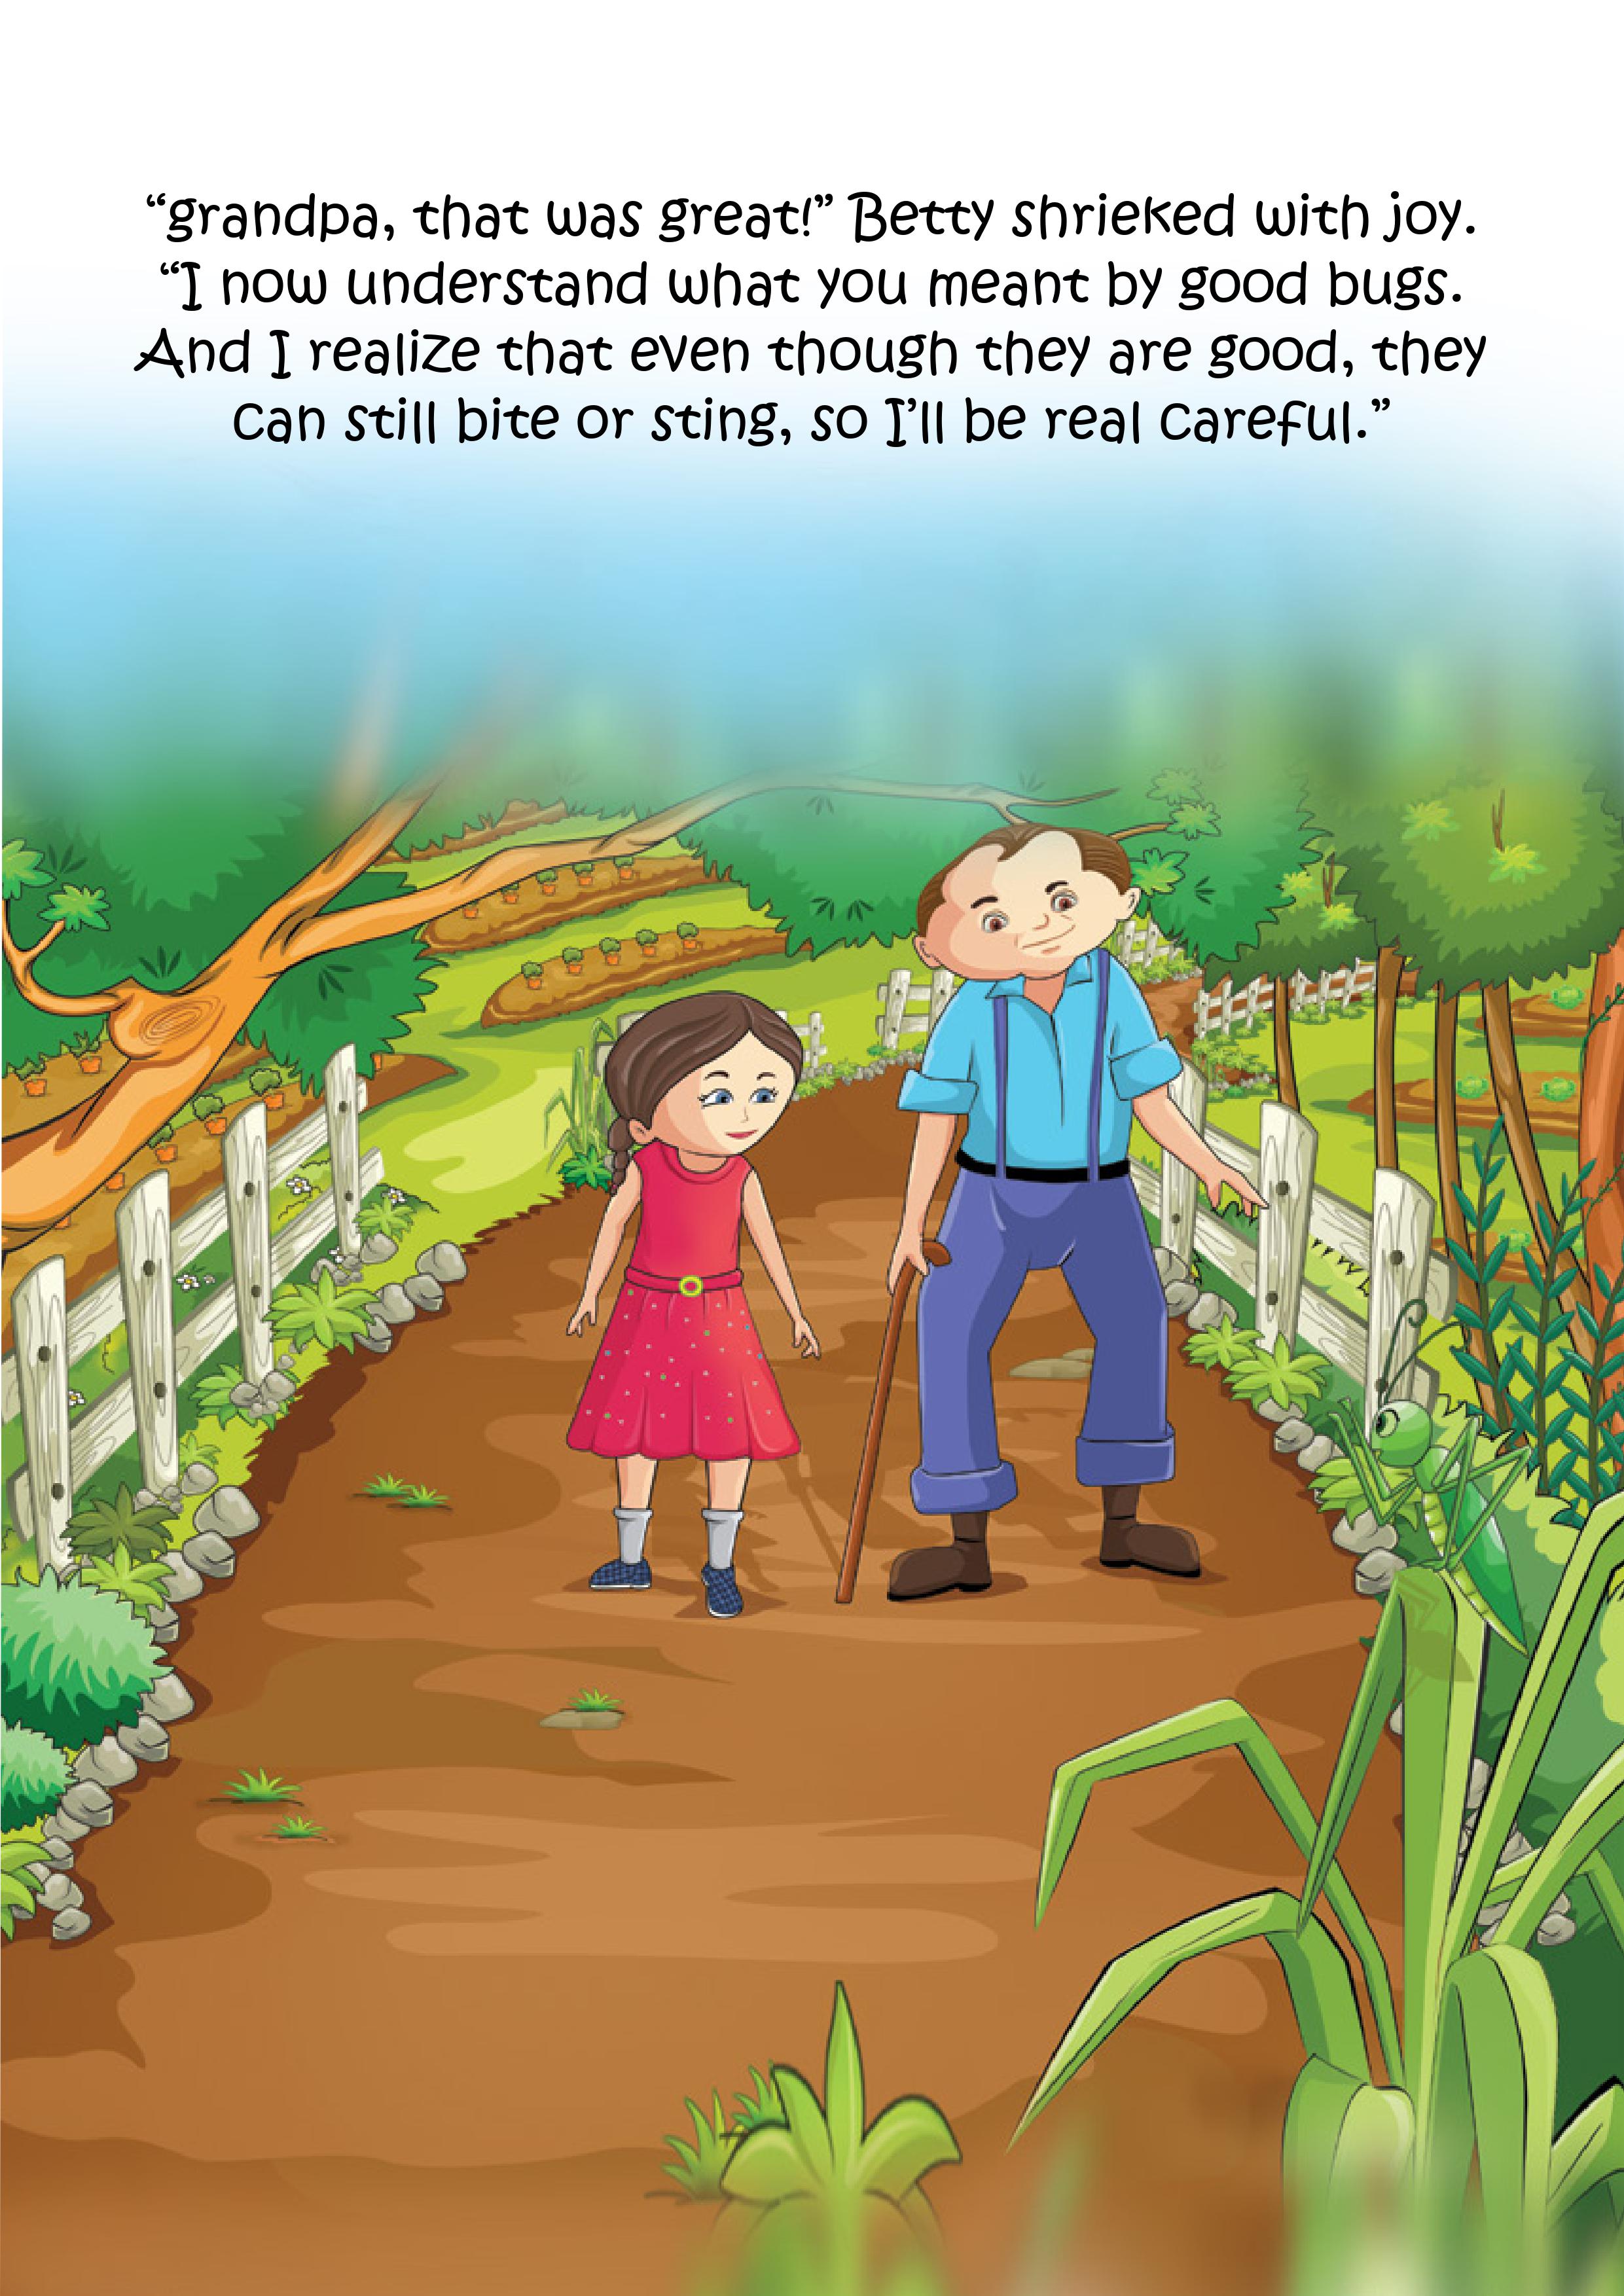 “grandpa, that was great!” Betty shrieked with joy.
“I now understand what you meant by good bugs.
And I realize that even though they are good, they
can still bite or sting, so I’ll be real careful.”